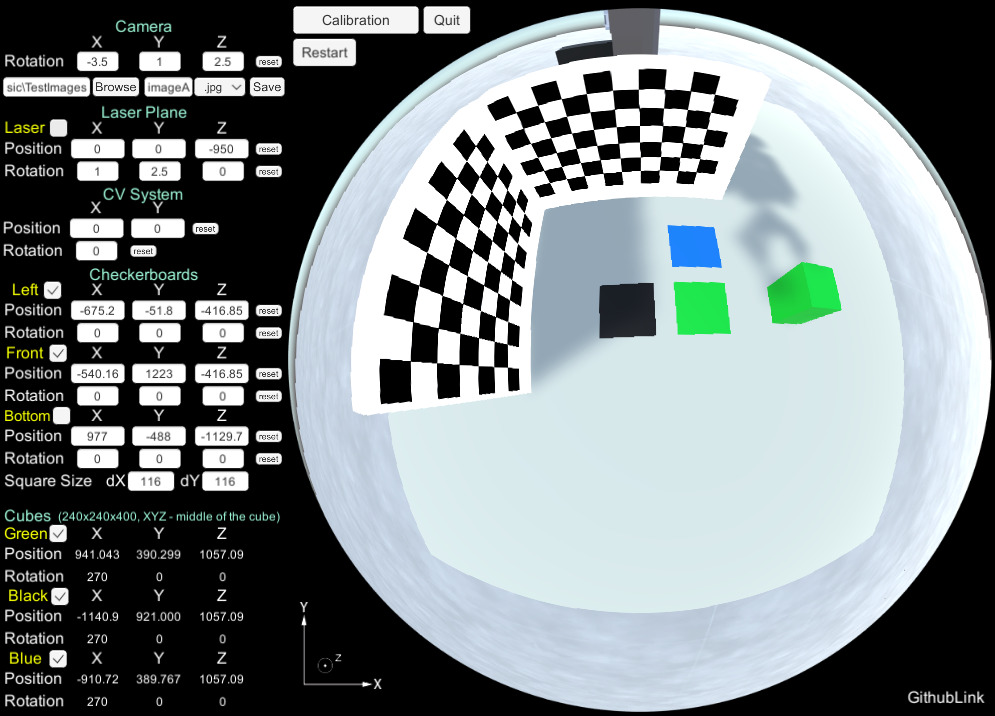 Calibration Quit
Restart
Camera
X Y Z
Rotation -3.5 1 2.5 reset
sic\TestImages Browse imageA .jpg Save
Laser Plane
Laser X Y Z
Position 0 0 -950 reset
Rotation 1 2.5 0 reset
CV System
X Y
Position 0 0 reset
Rotation 0 reset
Checkerboards
Left X Y Z
Position -675.2 -51.8 -416.85 reset
Rotation 0 0 0 reset
Front X Y Z
Position -540.16 1223 -416.85 reset
Rotation 0 0 0 reset
Bottom X Y Z
Position 977 -488 -1129.7 reset
Rotation 0 0 0 reset
Square Size dX 116 dY 116
Cubes (240x240x400, XYZ - middle of the cube)
Green X Y Z
Position 941.043 390.299 1057.09
Rotation 270 0 0
Black X Y Z
Position -1140.9 921.000 1057.09
Rotation 270 0 0
Blue X Y Z
Position -910.72 389.767 1057.09
Rotation 270 0 0
Y
Z
X
GithubLink